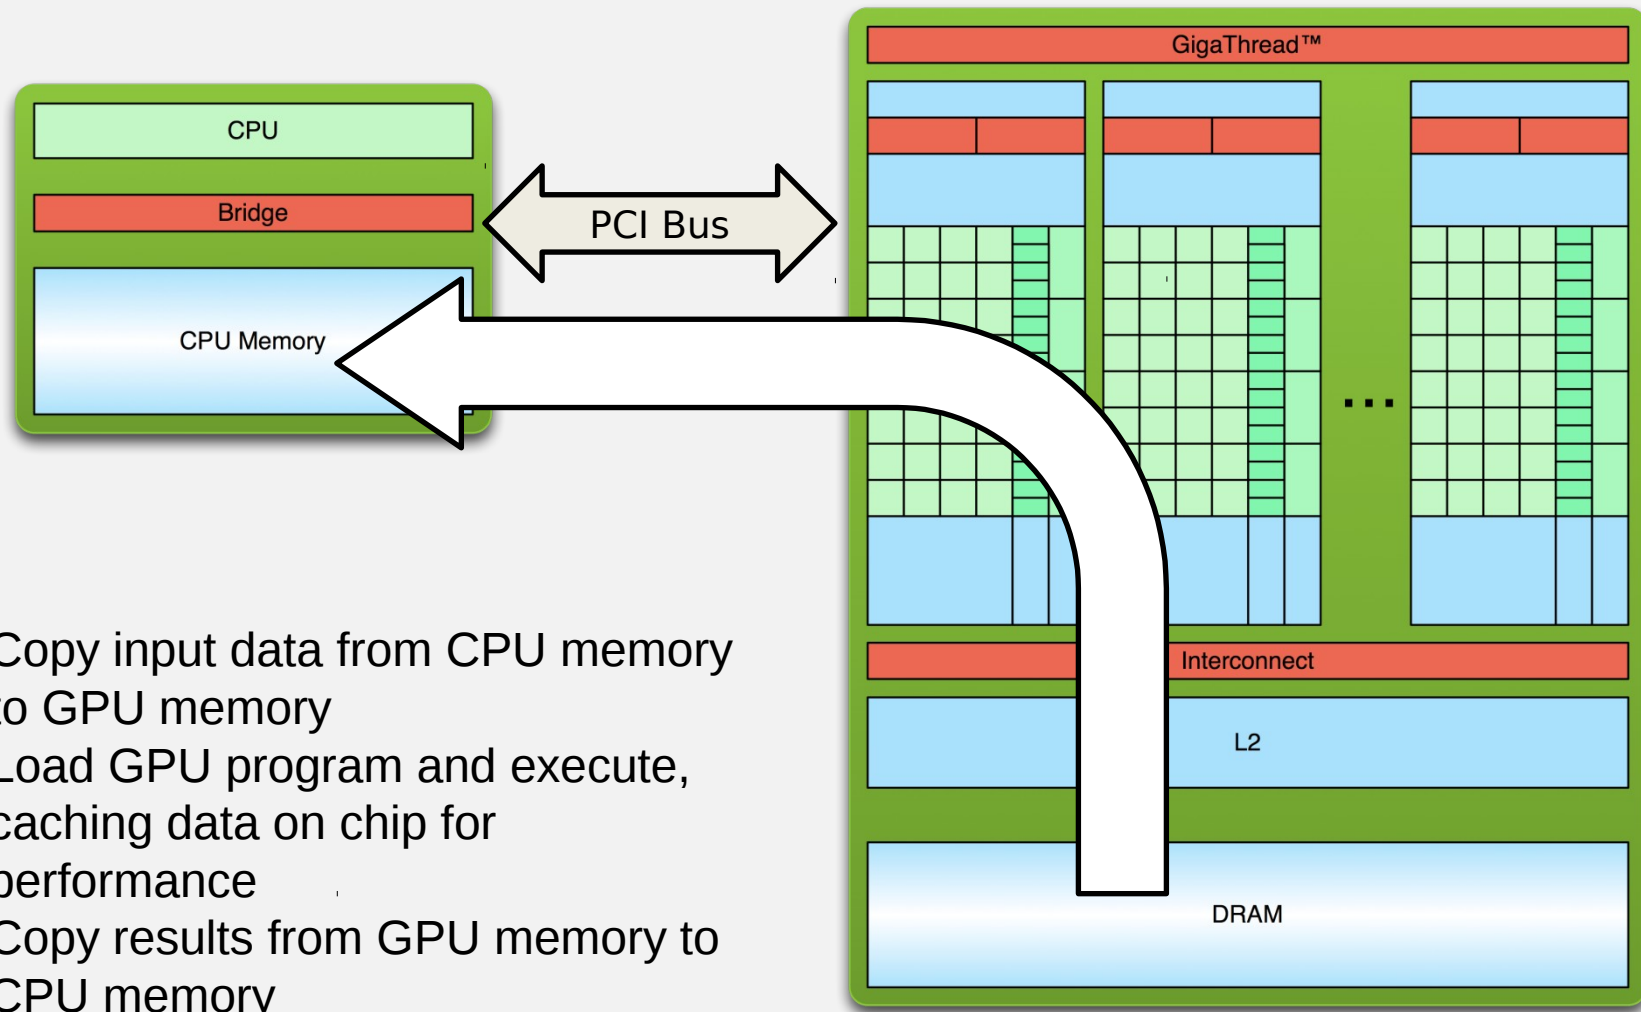 GigaThread™
CPU
Bridge
PCI Bus
CPU Memory
...
Copy input data from CPU memory
to GPU memory
Load GPU program and execute,
caching data on chip for
performance
Copy results from GPU memory to
CPU memory
Interconnect
L2
DRAM